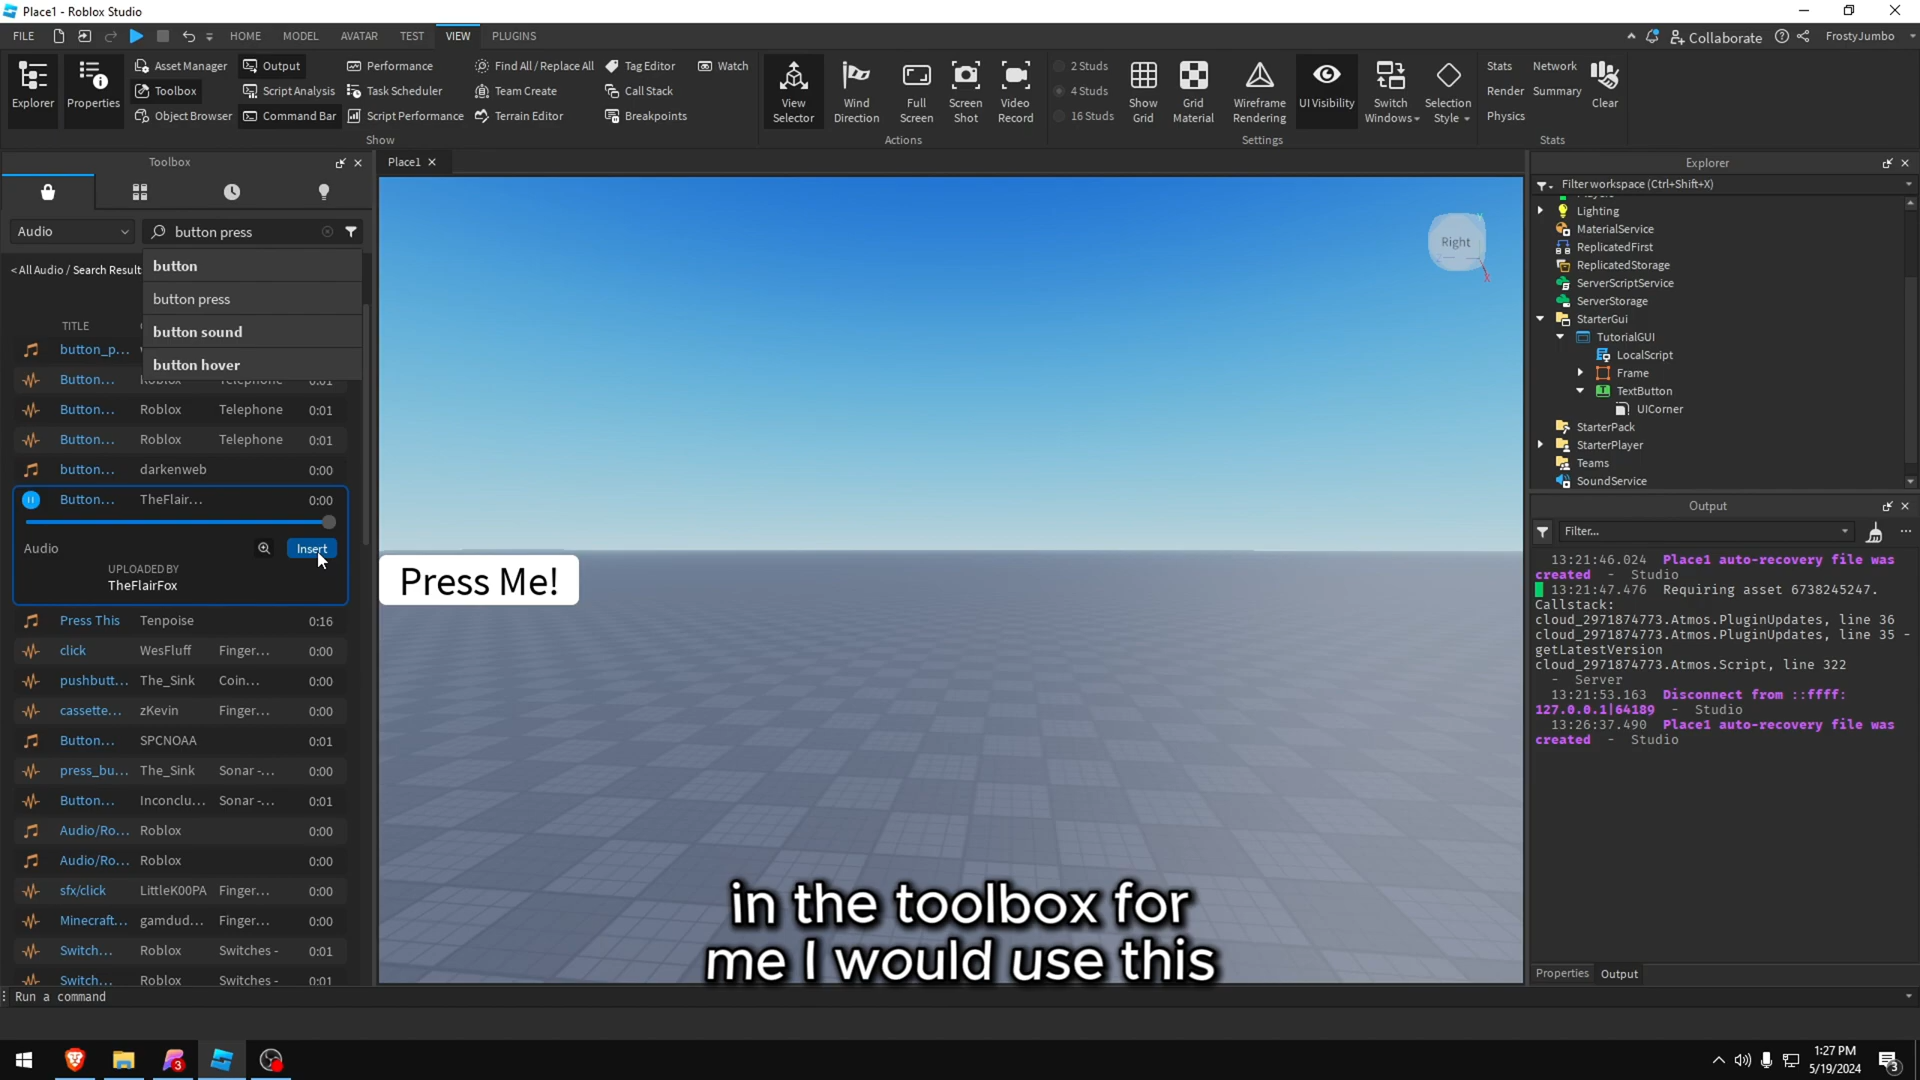 Place1 - Roblox Studio
FILE HOME MODEL AVATAR TEST VIEW PLUGINS Collaborate FrostyJumbo
Explorer
Properties
Asset Manager
Toolbox
Object Browser
Output
Script Analysis
Command Bar
Performance
Task Scheduler
Script Performance
Find All / Replace All
Team Create
Terrain Editor
Tag Editor
Call Stack
Breakpoints
Watch
Show
View Selector
Wind Direction
Full Screen
Screen Shot
Video Record
Actions
2 Studs
4 Studs
16 Studs
Show Grid
Grid Material
Wireframe Rendering
UI Visibility
Switch Windows
Selection Style
Settings
Stats
Network
Render
Summary
Physics
Clear
Stats
Toolbox
Audio
button press
< All Audio / Search Result
button
button press
button sound
button hover
TITLE
button_p...
Button... Roblox Telephone 0:01
Button... Roblox Telephone 0:01
Button... Roblox Telephone 0:01
button... darkenweb 0:00
Button... TheFlair... 0:00
Audio Insert
UPLOADED BY
TheFlairFox
Press This Tenpoise 0:16
click WesFluff Finger... 0:00
pushbutt... The_Sink Coin... 0:00
cassette... zKevin Finger... 0:00
Button... SPCNOAA 0:01
press_bu... The_Sink Sonar -... 0:00
Button... Inconclu... Sonar -... 0:01
Audio/Ro... Roblox 0:00
Audio/Ro... Roblox 0:00
sfx/click LittleK00PA Finger... 0:00
Minecraft... gamdud... Finger... 0:00
Switch... Roblox Switches - 0:01
Switch... Roblox Switches - 0:01
Run a command
Place1
Right
Press Me!
in the toolbox for
me I would use this
Explorer
Filter workspace (Ctrl+Shift+X)
Players
Lighting
MaterialService
ReplicatedFirst
ReplicatedStorage
ServerScriptService
ServerStorage
StarterGui
TutorialGUI
LocalScript
Frame
TextButton
UICorner
StarterPack
StarterPlayer
Teams
SoundService
Output
Filter...
13:21:46.024 Place1 auto-recovery file was
created - Studio
13:21:47.476 Requiring asset 6738245247.
Callstack:
cloud_2971874773.Atmos.PluginUpdates, line 36
cloud_2971874773.Atmos.PluginUpdates, line 35 -
getLatestVersion
cloud_2971874773.Atmos.Script, line 322
- Server
13:21:53.163 Disconnect from ::ffff:
127.0.0.1|64189 - Studio
13:26:37.490 Place1 auto-recovery file was
created - Studio
Properties Output
3
1:27 PM
5/19/2024
3